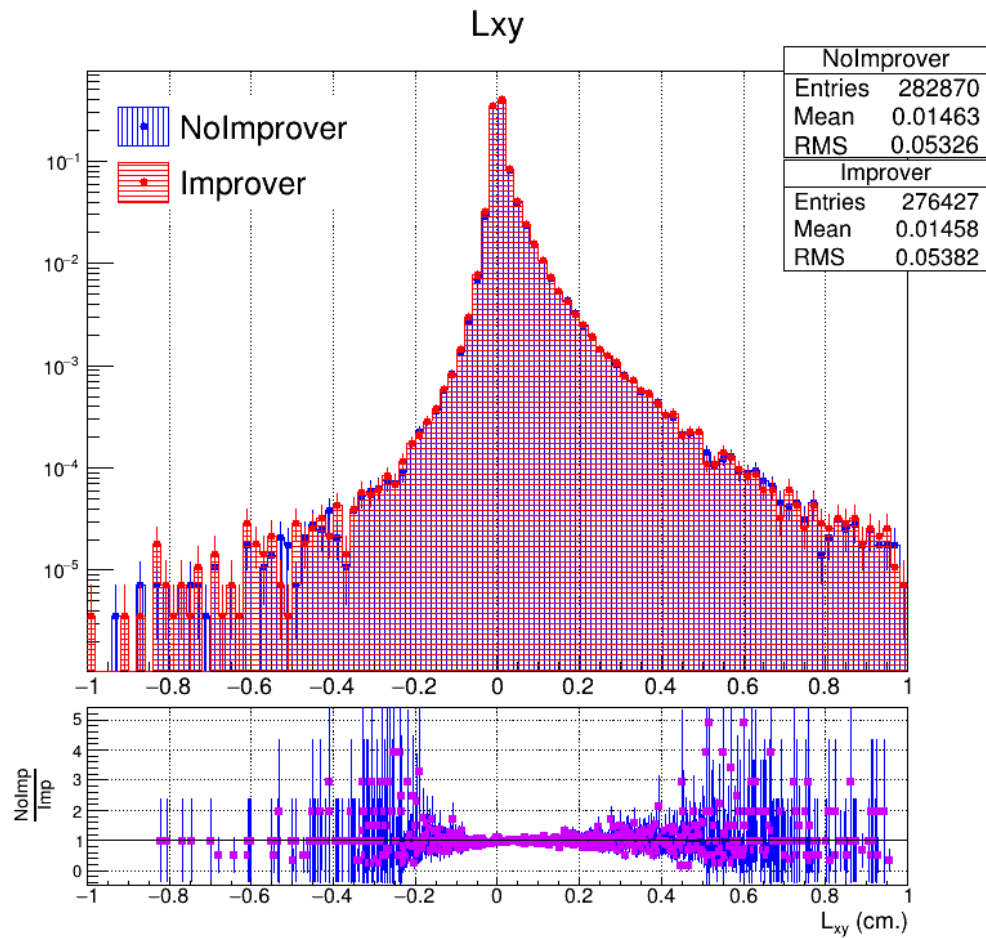 Lxy
NoImprover
Entries 282870
Mean 0.01463
RMS 0.05326
Improver
Entries 276427
Mean 0.01458
RMS 0.05382
NoImprover
Improver
10⁻¹
10⁻²
10⁻³
10⁻⁴
10⁻⁵
−1 −0.8 −0.6 −0.4 −0.2 0 0.2 0.4 0.6 0.8 1
NoImp
Imp
5
4
3
2
1
0
−1 −0.8 −0.6 −0.4 −0.2 0 0.2 0.4 0.6 0.8 1
Lxy (cm.)